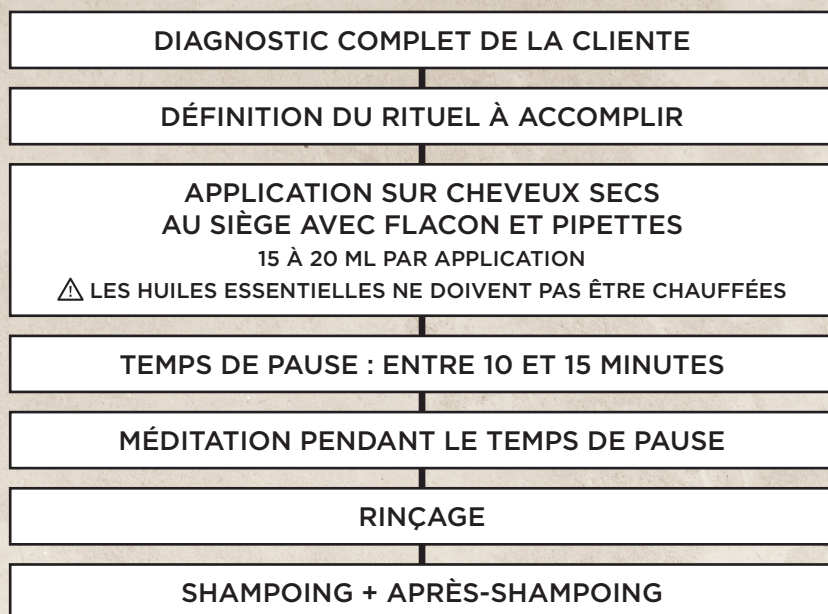 DIAGNOSTIC COMPLET DE LA CLIENTE
DÉFINITION DU RITUEL À ACCOMPLIR
APPLICATION SUR CHEVEUX SECS
AU SIÈGE AVEC FLACON ET PIPETTES
15 À 20 ML PAR APPLICATION
⚠ LES HUILES ESSENTIELLES NE DOIVENT PAS ÊTRE CHAUFFÉES
TEMPS DE PAUSE : ENTRE 10 ET 15 MINUTES
MÉDITATION PENDANT LE TEMPS DE PAUSE
RINÇAGE
SHAMPOING + APRÈS-SHAMPOING